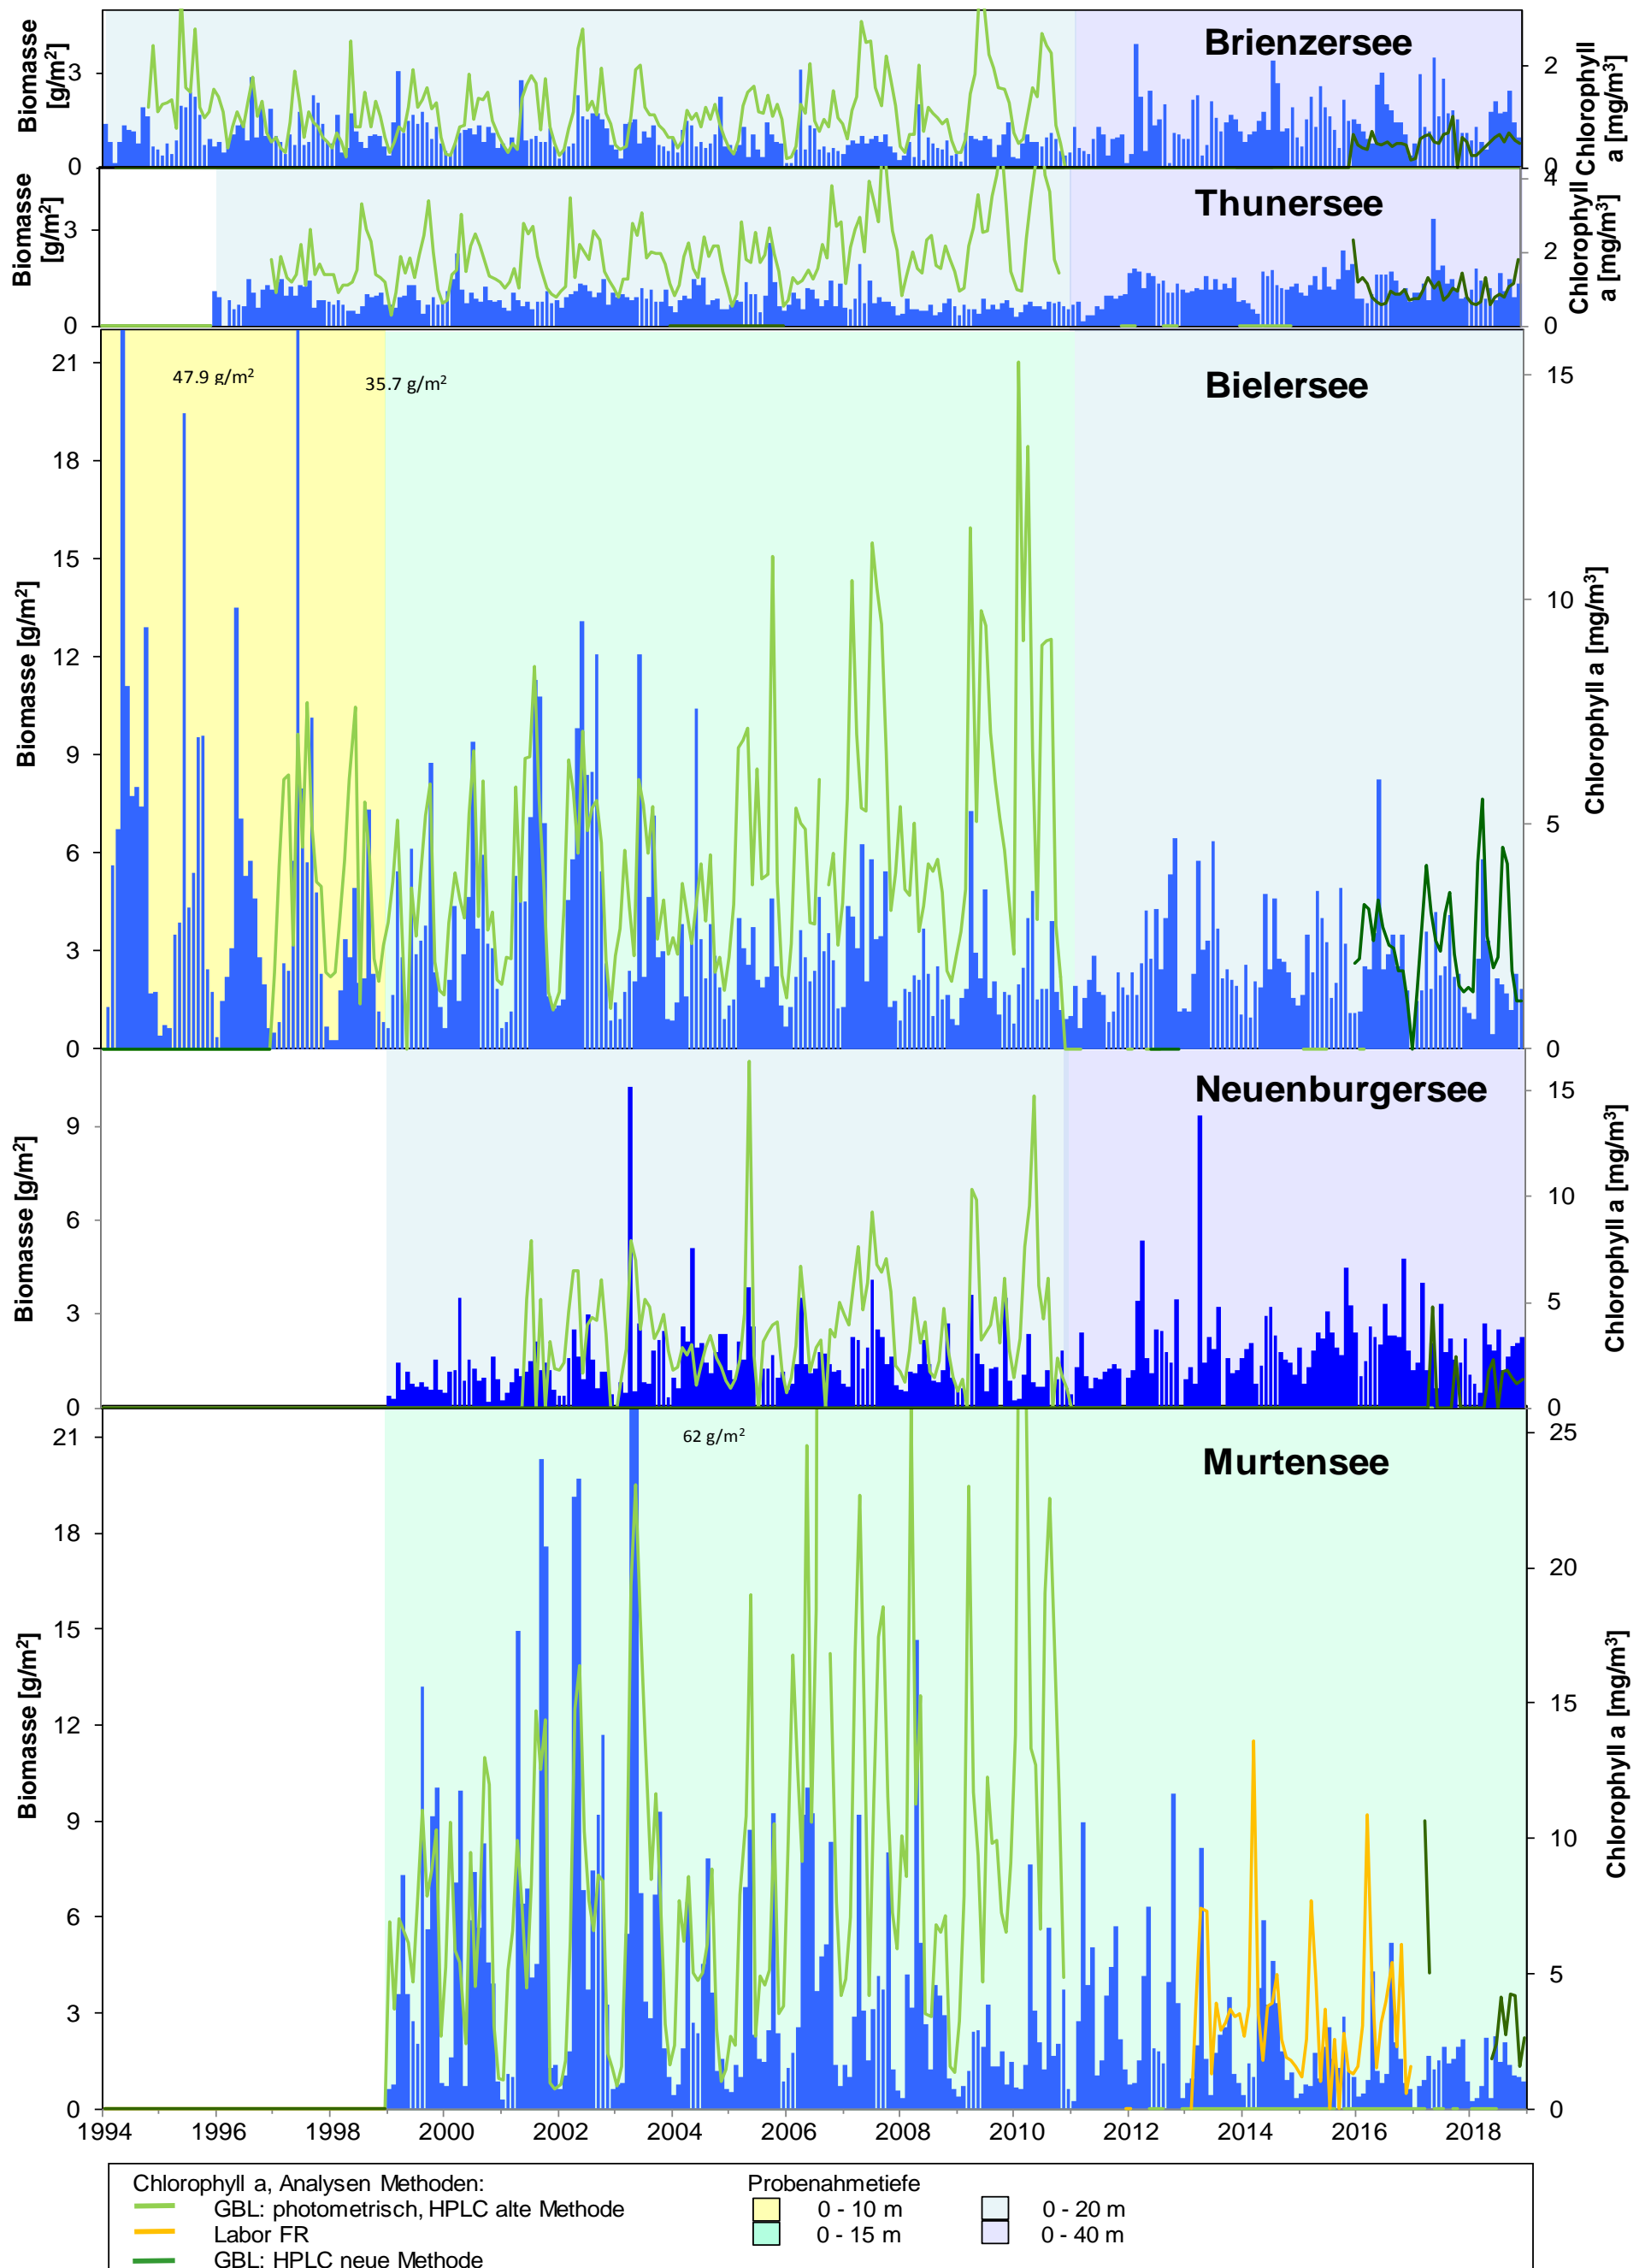 Brienzersee
Biomasse
[g/m²]
3
0
2
0
Chlorophyll
a [mg/m³]
Thunersee
Biomasse
[g/m²]
3
0
4
2
0
Chlorophyll
a [mg/m³]
Bielersee
47.9 g/m²
35.7 g/m²
Biomasse [g/m²]
21
18
15
12
9
6
3
0
15
10
5
0
Chlorophyll a [mg/m³]
Neuenburgersee
Biomasse [g/m²]
9
6
3
0
15
10
5
0
Chlorophyll a [mg/m³]
Murtensee
62 g/m²
Biomasse [g/m²]
21
18
15
12
9
6
3
0
25
20
15
10
5
0
Chlorophyll a [mg/m³]
1994 1996 1998 2000 2002 2004 2006 2008 2010 2012 2014 2016 2018
Chlorophyll a, Analysen Methoden:
GBL: photometrisch, HPLC alte Methode
Labor FR
GBL: HPLC neue Methode
Probenahmetiefe
0 - 10 m 0 - 20 m
0 - 15 m 0 - 40 m